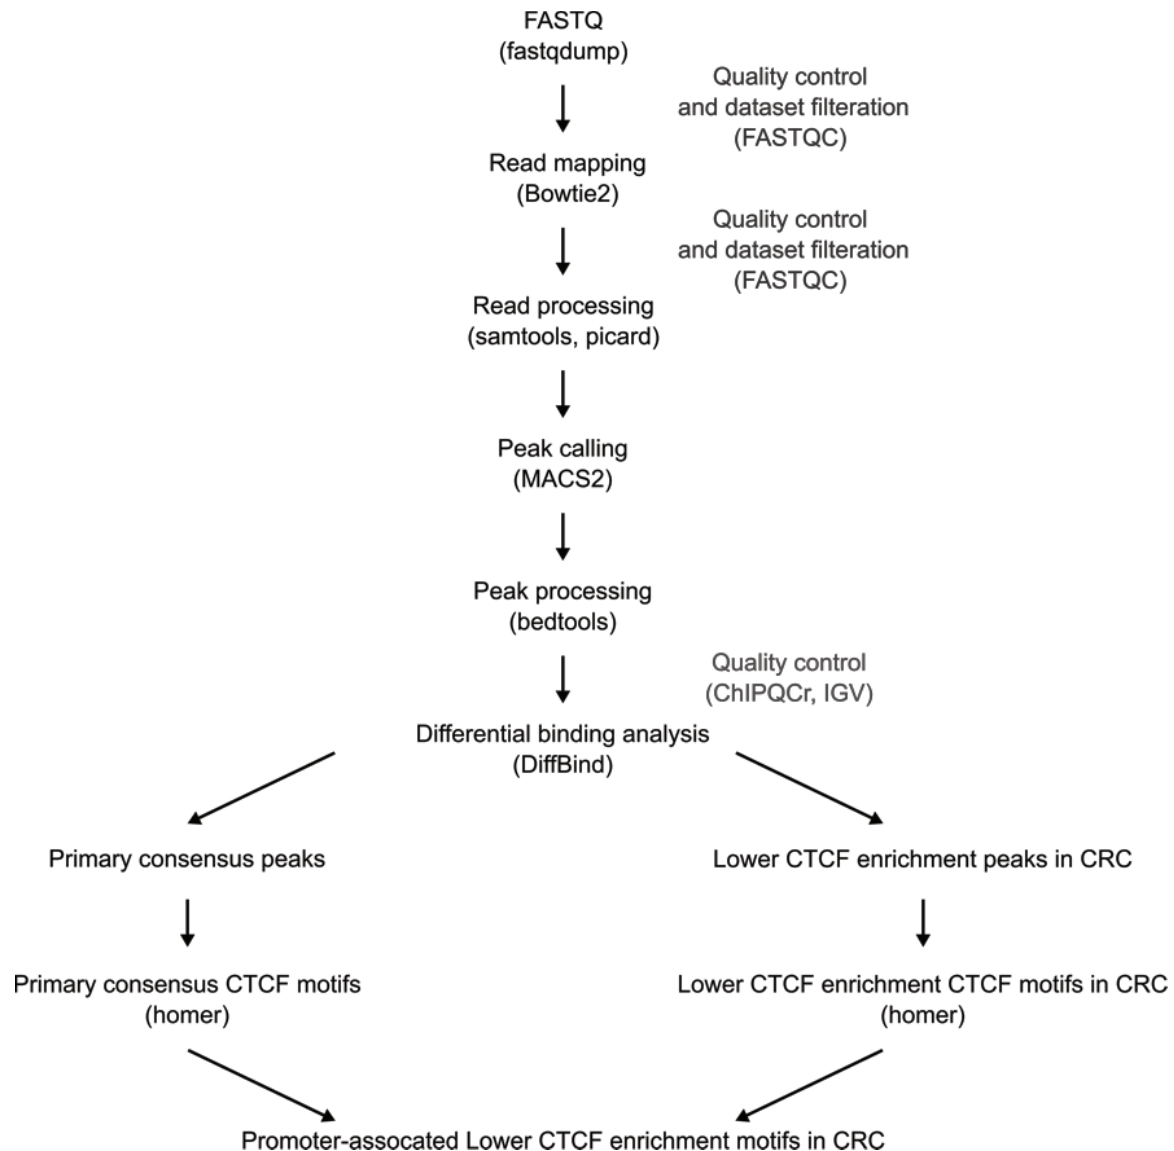 FASTQ
(fastqdump)
Quality control
and dataset filteration
(FASTQC)
Read mapping
(Bowtie2)
Quality control
and dataset filteration
(FASTQC)
Read processing
(samtools, picard)
Peak calling
(MACS2)
Peak processing
(bedtools)
Quality control
(ChIPQCr, IGV)
Differential binding analysis
(DiffBind)
Primary consensus peaks
Lower CTCF enrichment peaks in CRC
Primary consensus CTCF motifs
(homer)
Lower CTCF enrichment CTCF motifs in CRC
(homer)
Promoter-assocated Lower CTCF enrichment motifs in CRC